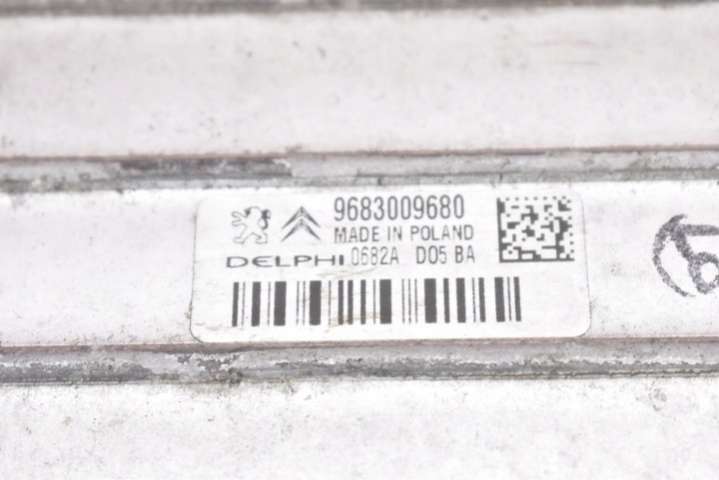 9683009680
MADE IN POLAND
DELPHI 0682A D05 BA